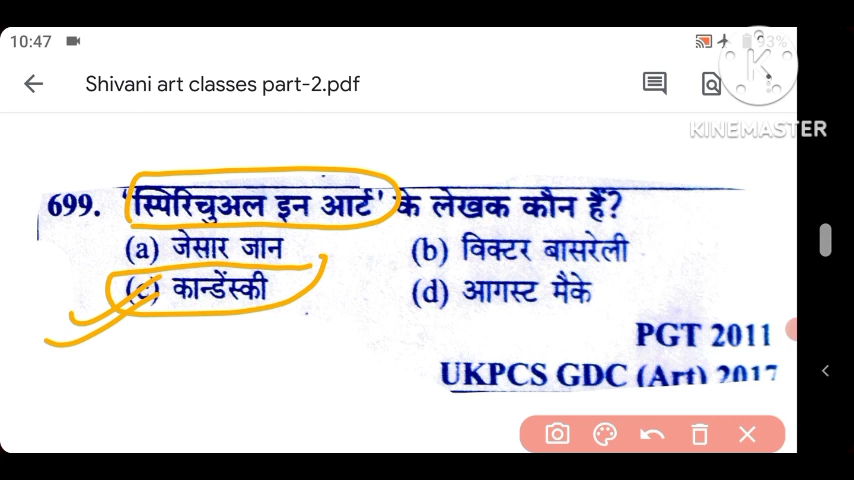 10:47 93%
Shivani art classes part-2.pdf
KINEMASTER
699. 'स्पिरिचुअल इन आर्ट' के लेखक कौन हैं?
(a) जेसार जान (b) विक्टर बासरेली
(c) कान्डेंस्की (d) आगस्ट मैके
PGT 2011
UKPCS GDC (Art) 2017